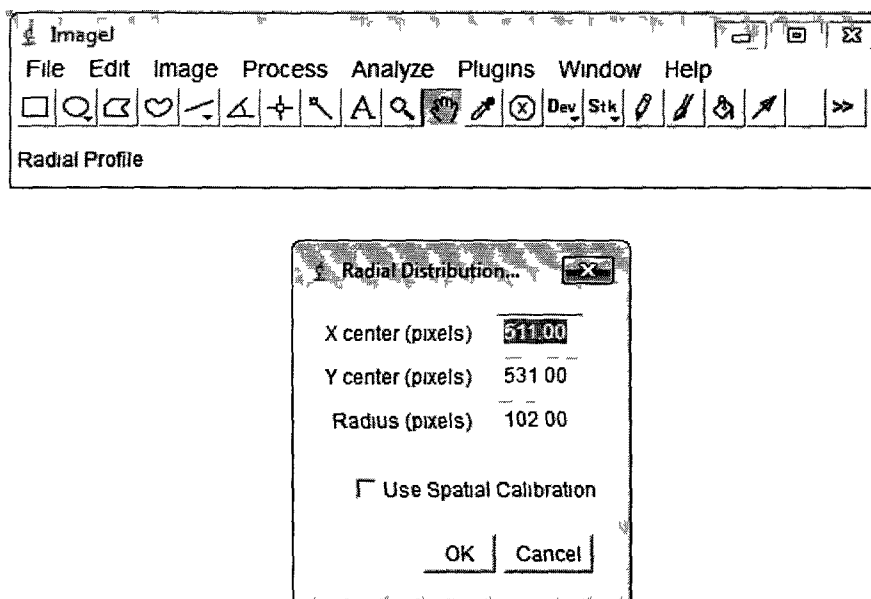 ImageJ
File Edit Image Process Analyze Plugins Window Help
A Dev Stk >>
Radial Profile
Radial Distribution...
X center (pixels) 511.00
Y center (pixels) 531 00
Radius (pixels) 102 00
Use Spatial Calibration
OK Cancel